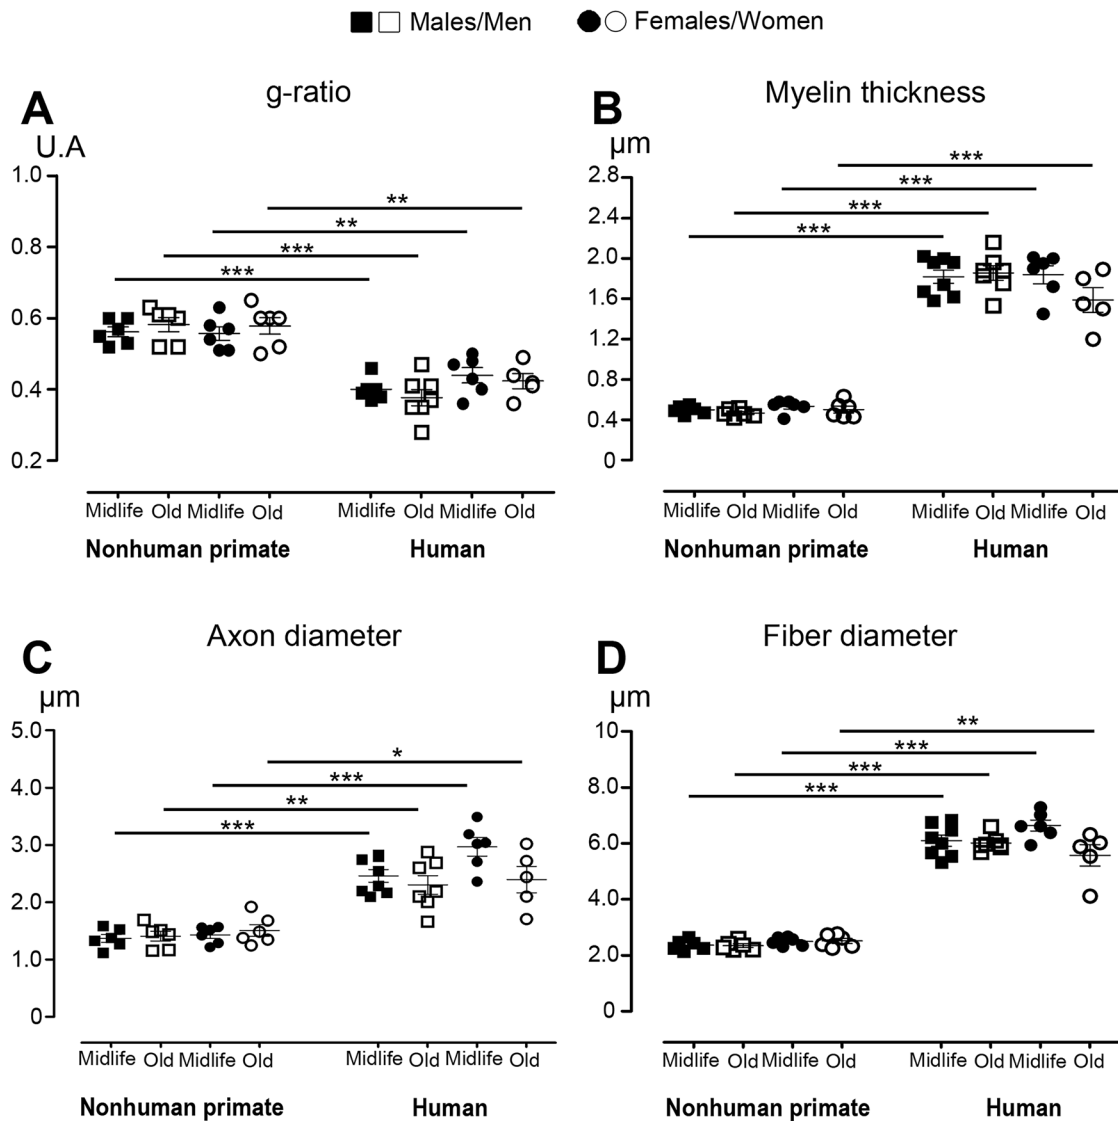 Males/Men Females/Women
A
g-ratio
U.A
1.0
0.8
0.6
0.4
0.2
**
**
***
***
Midlife Old Midlife Old Midlife Old Midlife Old
Nonhuman primate Human
B
Myelin thickness
µm
2.8
2.4
2.0
1.6
1.2
0.8
0.4
0
***
***
***
***
Midlife Old Midlife Old Midlife Old Midlife Old
Nonhuman primate Human
C
Axon diameter
µm
5.0
4.0
3.0
2.0
1.0
0
*
***
**
***
Midlife Old Midlife Old Midlife Old Midlife Old
Nonhuman primate Human
D
Fiber diameter
µm
10
8.0
6.0
4.0
2.0
0
**
***
***
***
Midlife Old Midlife Old Midlife Old Midlife Old
Nonhuman primate Human